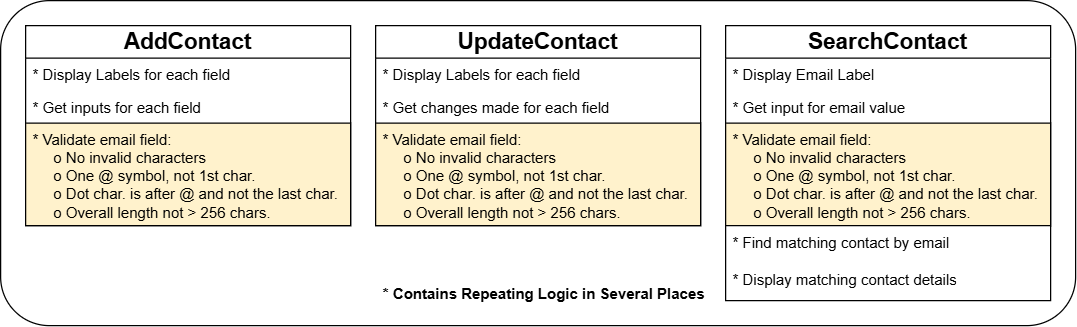 AddContact
* Display Labels for each field
* Get inputs for each field
* Validate email field:
o No invalid characters
o One @ symbol, not 1st char.
o Dot char. is after @ and not the last char.
o Overall length not > 256 chars.
UpdateContact
* Display Labels for each field
* Get changes made for each field
* Validate email field:
o No invalid characters
o One @ symbol, not 1st char.
o Dot char. is after @ and not the last char.
o Overall length not > 256 chars.
SearchContact
* Display Email Label
* Get input for email value
* Validate email field:
o No invalid characters
o One @ symbol, not 1st char.
o Dot char. is after @ and not the last char.
o Overall length not > 256 chars.
* Find matching contact by email
* Display matching contact details
* Contains Repeating Logic in Several Places